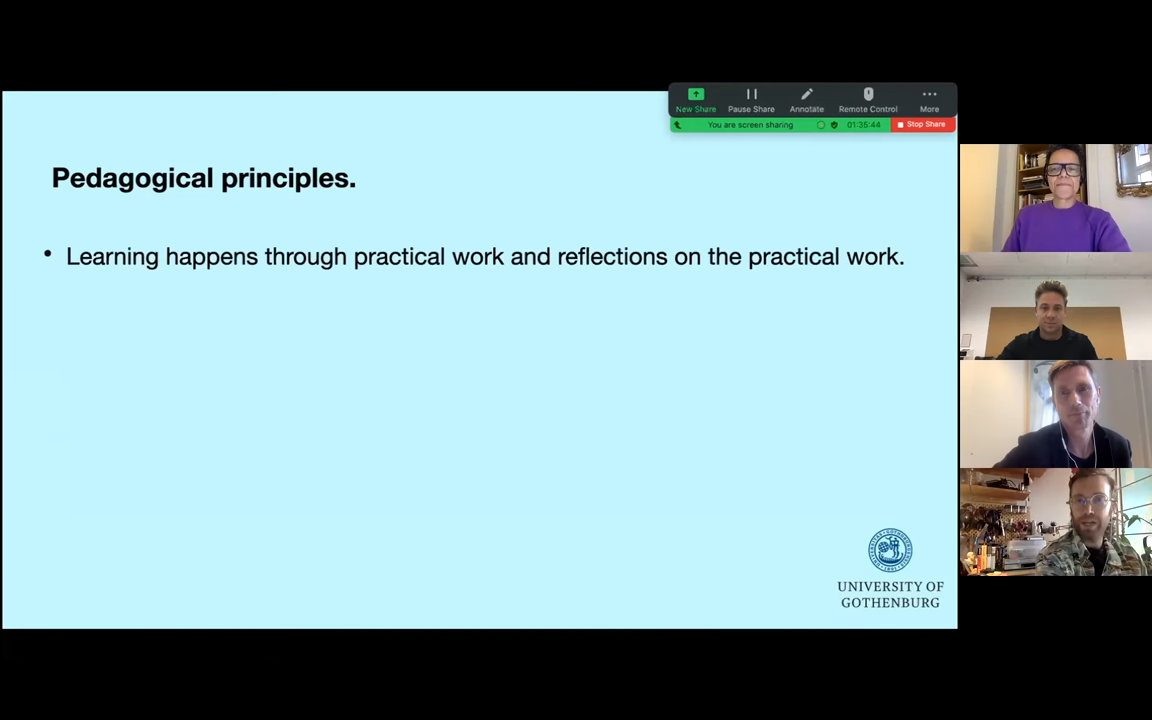 New Share
Pause Share
Annotate
Remote Control
More
You are screen sharing
01:35:44
Stop Share
Pedagogical principles.
• Learning happens through practical work and reflections on the practical work.
UNIVERSITY OF
GOTHENBURG